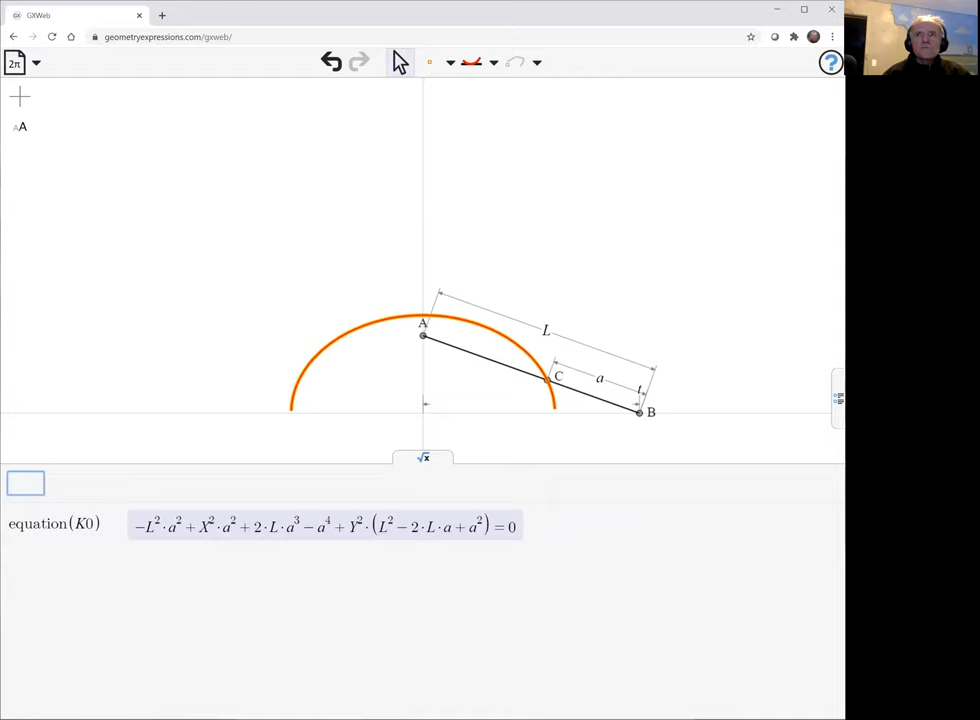 GXWeb
geometryexpressions.com/gxweb/
2π
?
AA
A
L
C
a
t
B
√x
equation(K0) -L²·a²+X²·a²+2·L·a³-a⁴+Y²·(L²-2·L·a+a²)=0